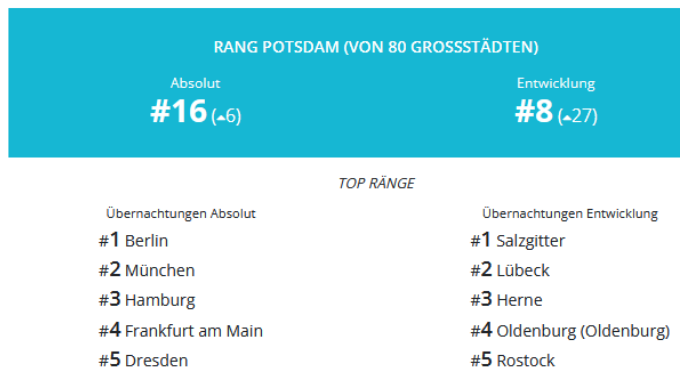 RANG POTSDAM (VON 80 GROSSSTÄDTEN)
Absolut
#16 (▲6)
Entwicklung
#8 (▲27)
TOP RÄNGE
Übernachtungen Absolut
#1 Berlin
#2 München
#3 Hamburg
#4 Frankfurt am Main
#5 Dresden
Übernachtungen Entwicklung
#1 Salzgitter
#2 Lübeck
#3 Herne
#4 Oldenburg (Oldenburg)
#5 Rostock